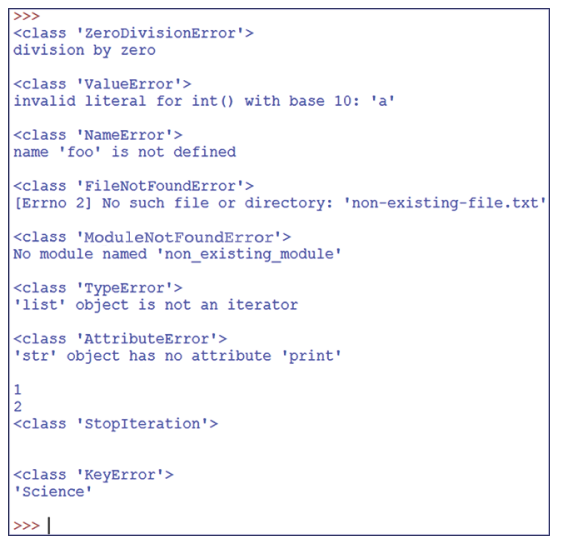 >>>
<class 'ZeroDivisionError'>
division by zero
<class 'ValueError'>
invalid literal for int() with base 10: 'a'
<class 'NameError'>
name 'foo' is not defined
<class 'FileNotFoundError'>
[Errno 2] No such file or directory: 'non-existing-file.txt'
<class 'ModuleNotFoundError'>
No module named 'non_existing_module'
<class 'TypeError'>
'list' object is not an iterator
<class 'AttributeError'>
'str' object has no attribute 'print'
1
2
<class 'StopIteration'>
<class 'KeyError'>
'Science'
>>>